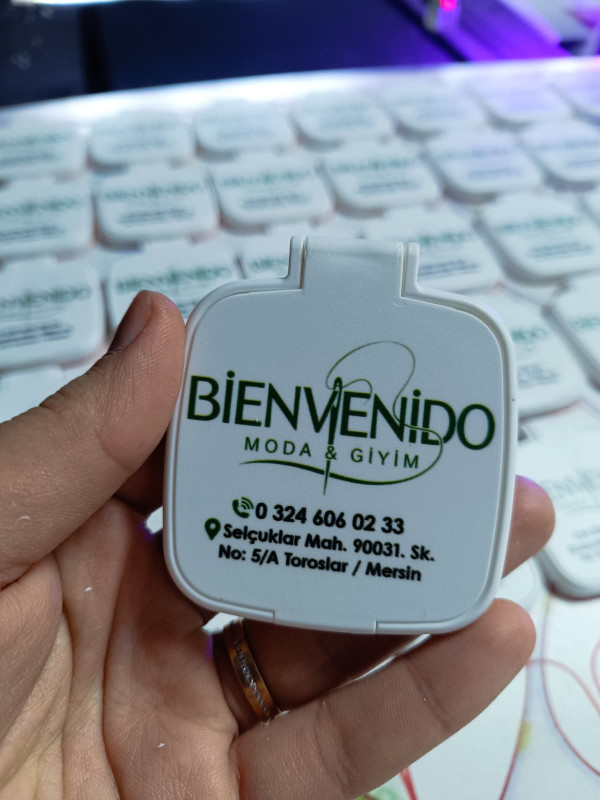 BİENVENİDO
MODA & GİYİM
0 324 606 02 33
Selçuklar Mah. 90031. Sk.
No: 5/A Toroslar / Mersin